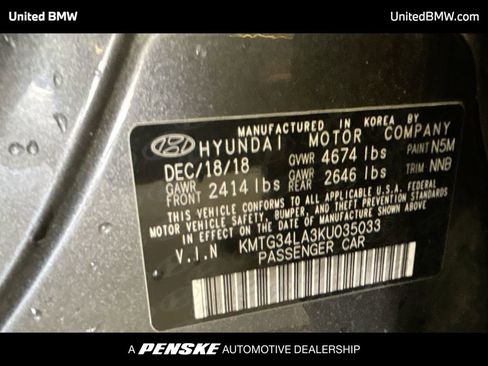 United BMW
UnitedBMW.com
MANUFACTURED IN KOREA BY
HYUNDAI MOTOR COMPANY
DEC/18/18 GVWR 4674 lbs PAINT N5M
GAWR FRONT 2414 lbs GAWR REAR 2646 lbs TRIM NNB
THIS VEHICLE CONFORMS TO ALL APPLICABLE U.S.A. FEDERAL
MOTOR VEHICLE SAFETY, BUMPER, AND THEFT PREVENTION
STANDARDS IN EFFECT ON THE DATE OF MANUFACTURE SHOWN ABOVE.
V.I.N KMTG34LA3KU035033
PASSENGER CAR
A PENSKE AUTOMOTIVE DEALERSHIP